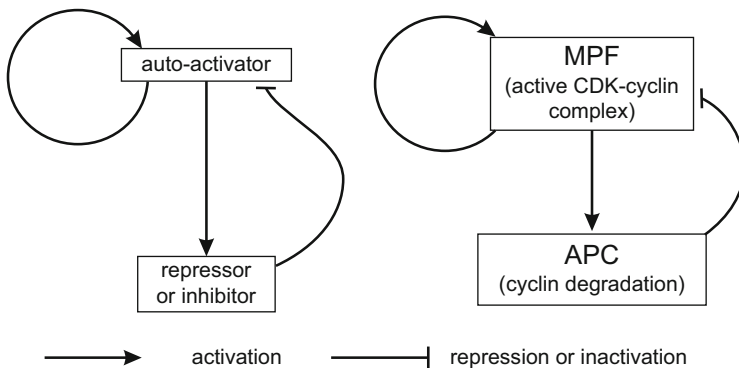 auto-activator
repressor
or inhibitor
MPF
(active CDK-cyclin
complex)
APC
(cyclin degradation)
activation
repression or inactivation